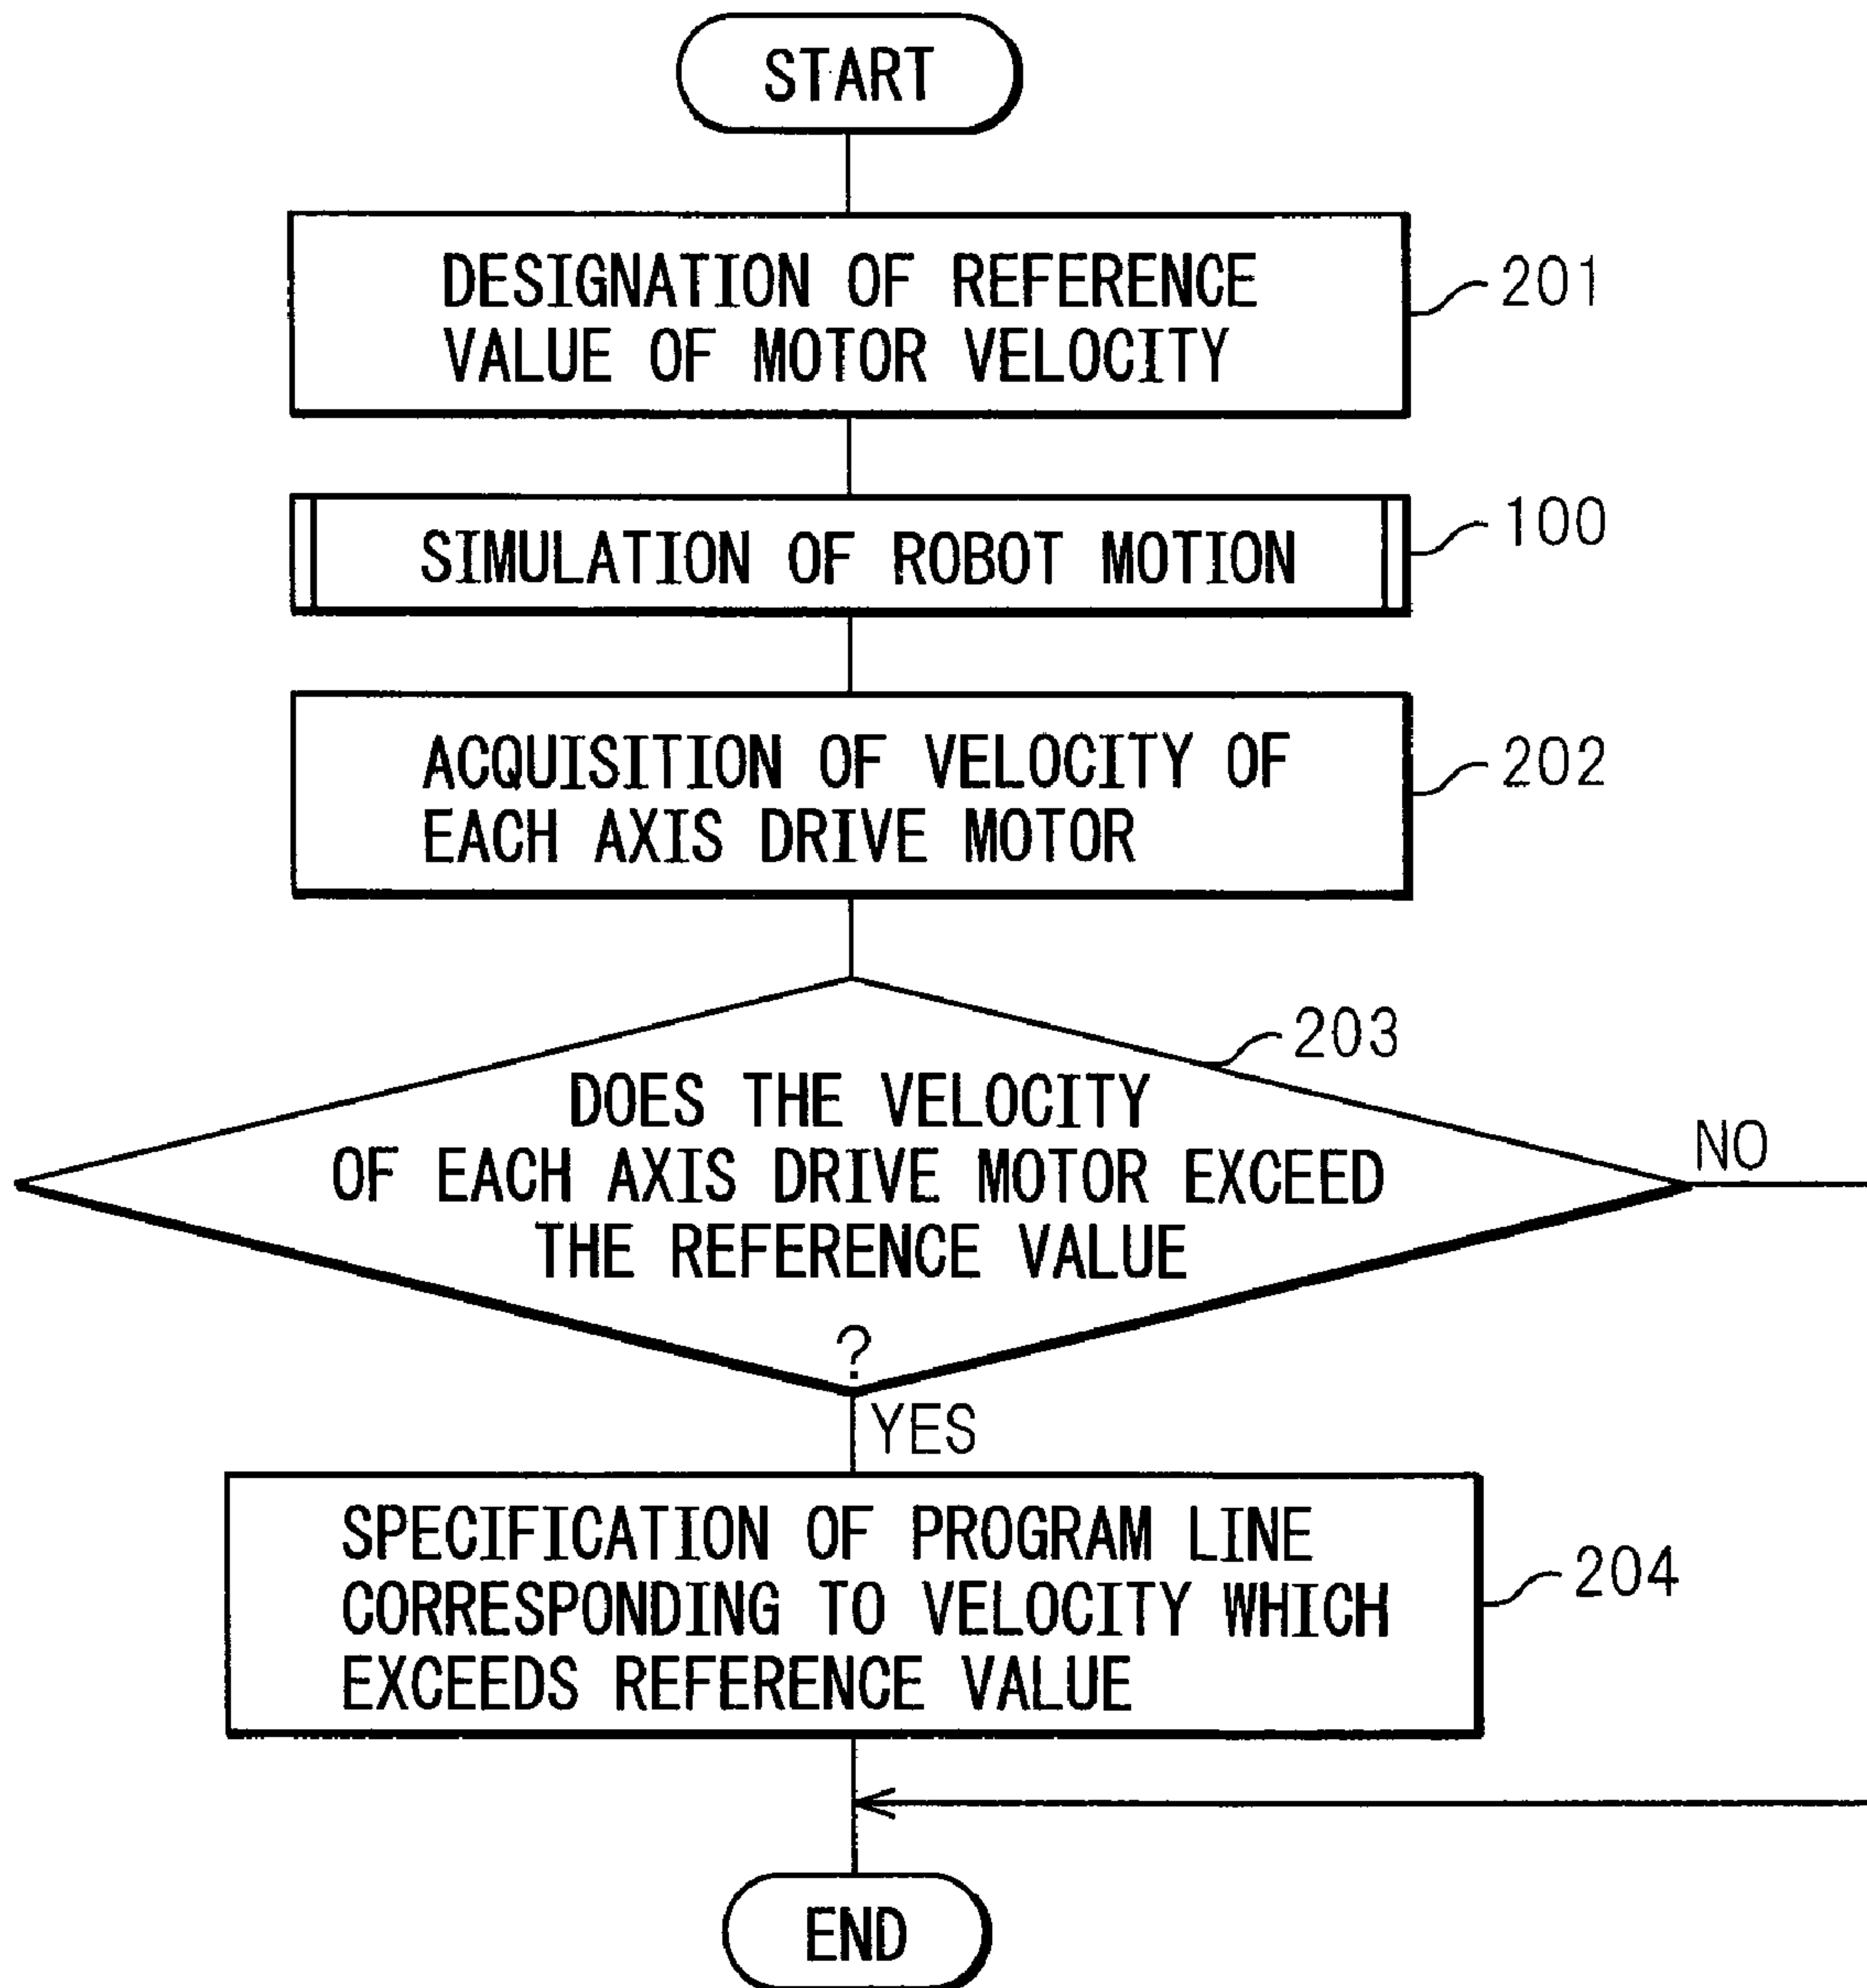 START
DESIGNATION OF REFERENCE
VALUE OF MOTOR VELOCITY
201
SIMULATION OF ROBOT MOTION
100
ACQUISITION OF VELOCITY OF
EACH AXIS DRIVE MOTOR
202
203
DOES THE VELOCITY
OF EACH AXIS DRIVE MOTOR EXCEED
THE REFERENCE VALUE
?
NO
YES
SPECIFICATION OF PROGRAM LINE
CORRESPONDING TO VELOCITY WHICH
EXCEEDS REFERENCE VALUE
204
END